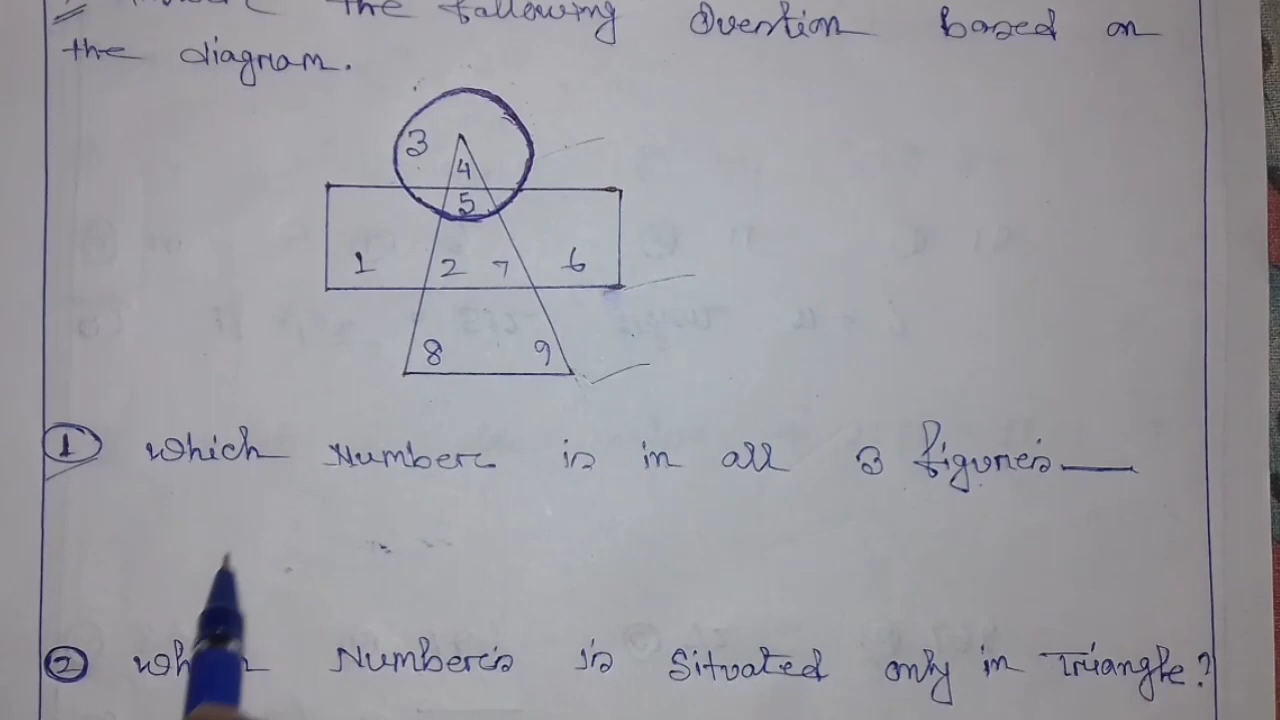 the following Question based on
the diagram.
3
4
5
1 2 7 6
8 9
1 which Number is in all 3 figures
2 Numbers is Situated only in Triangle?